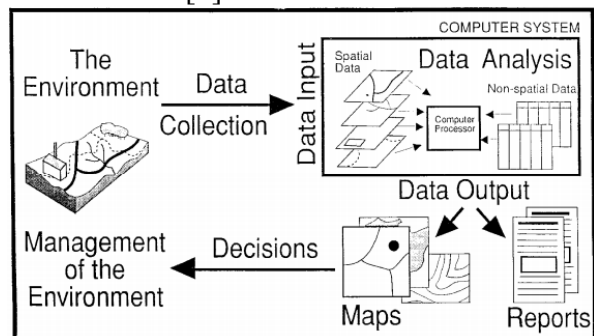 COMPUTER SYSTEM
The
Environment
Data
Collection
Data Input
Spatial
Data
Data Analysis
Non-spatial Data
Computer
Processor
Data Output
Management
of the
Environment
Decisions
Maps
Reports